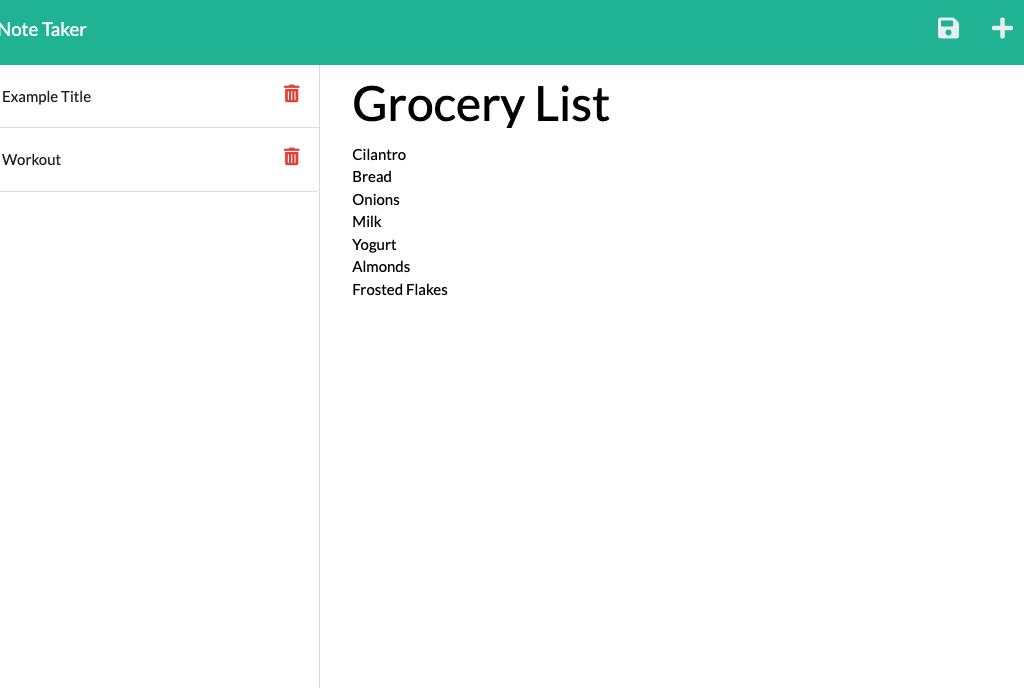 Note Taker
Example Title
Workout
Grocery List
Cilantro
Bread
Onions
Milk
Yogurt
Almonds
Frosted Flakes